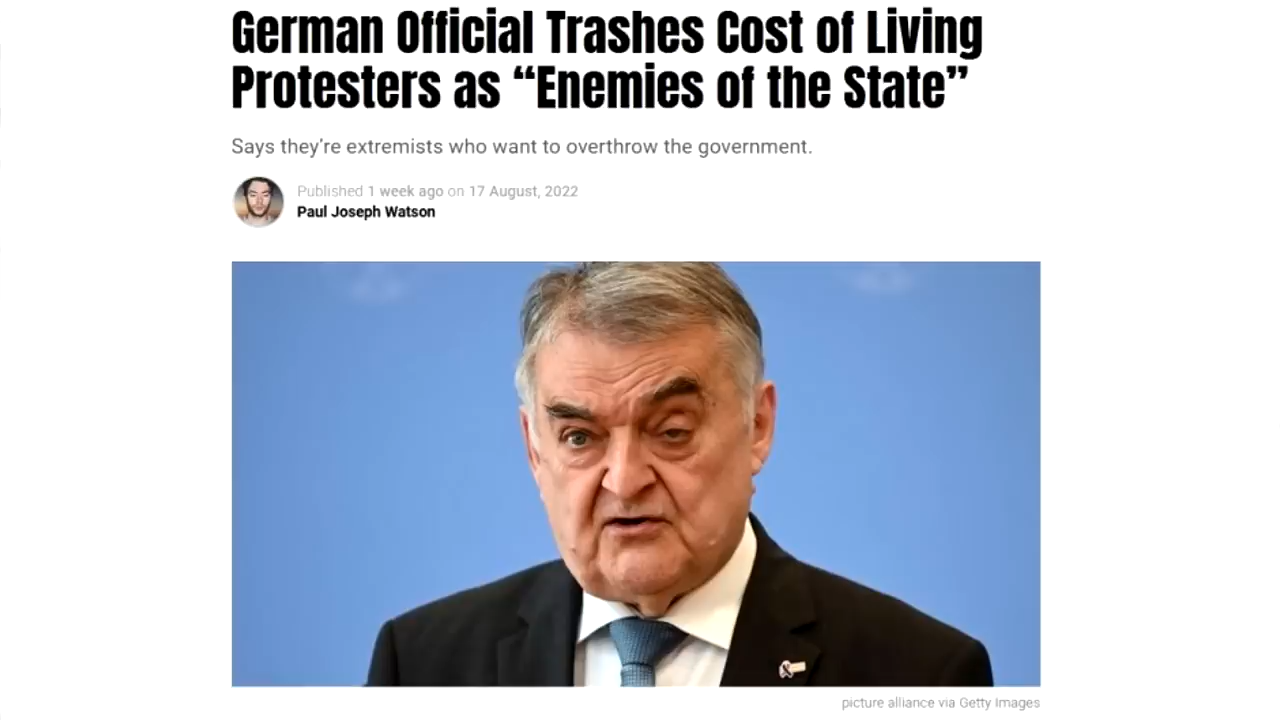 German Official Trashes Cost of Living
Protesters as “Enemies of the State”
Says they're extremists who want to overthrow the government.
Published 1 week ago on 17 August, 2022
Paul Joseph Watson
picture alliance via Getty Images